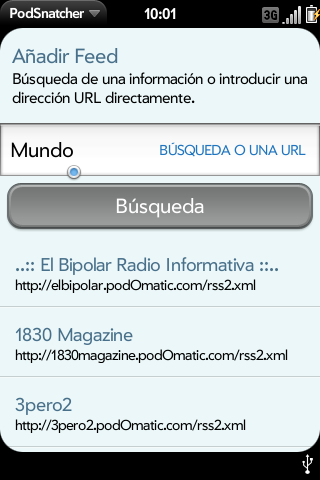 PodSnatcher
10:01
3G
Añadir Feed
Búsqueda de una información o introducir una
dirección URL directamente.
Mundo
BÚSQUEDA O UNA URL
Búsqueda
..:: El Bipolar Radio Informativa ::..
http://elbipolar.podOmatic.com/rss2.xml
1830 Magazine
http://1830magazine.podOmatic.com/rss2.xml
3pero2
http://3pero2.podOmatic.com/rss2.xml